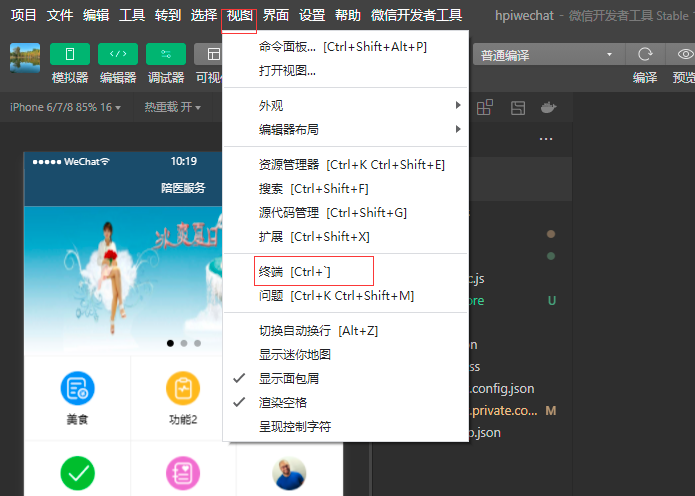 项目 文件 编辑 工具 转到 选择 视图 界面 设置 帮助 微信开发者工具 hpiwechat - 微信开发者工具 Stable
模拟器 编辑器 调试器 可视
普通编译
编译 预览
iPhone 6/7/8 85% 16 热重载 开
WeChat 10:19
陪医服务
美食 功能2
命令面板... [Ctrl+Shift+Alt+P]
打开视图...
外观
编辑器布局
资源管理器 [Ctrl+K Ctrl+Shift+E]
搜索 [Ctrl+Shift+F]
源代码管理 [Ctrl+Shift+G]
扩展 [Ctrl+Shift+X]
终端 [Ctrl+`]
问题 [Ctrl+K Ctrl+Shift+M]
切换自动换行 [Alt+Z]
显示迷你地图
显示面包屑
渲染空格
呈现控制字符
c.js
ore U
n
ss
.config.json
.private.co... M
p.json